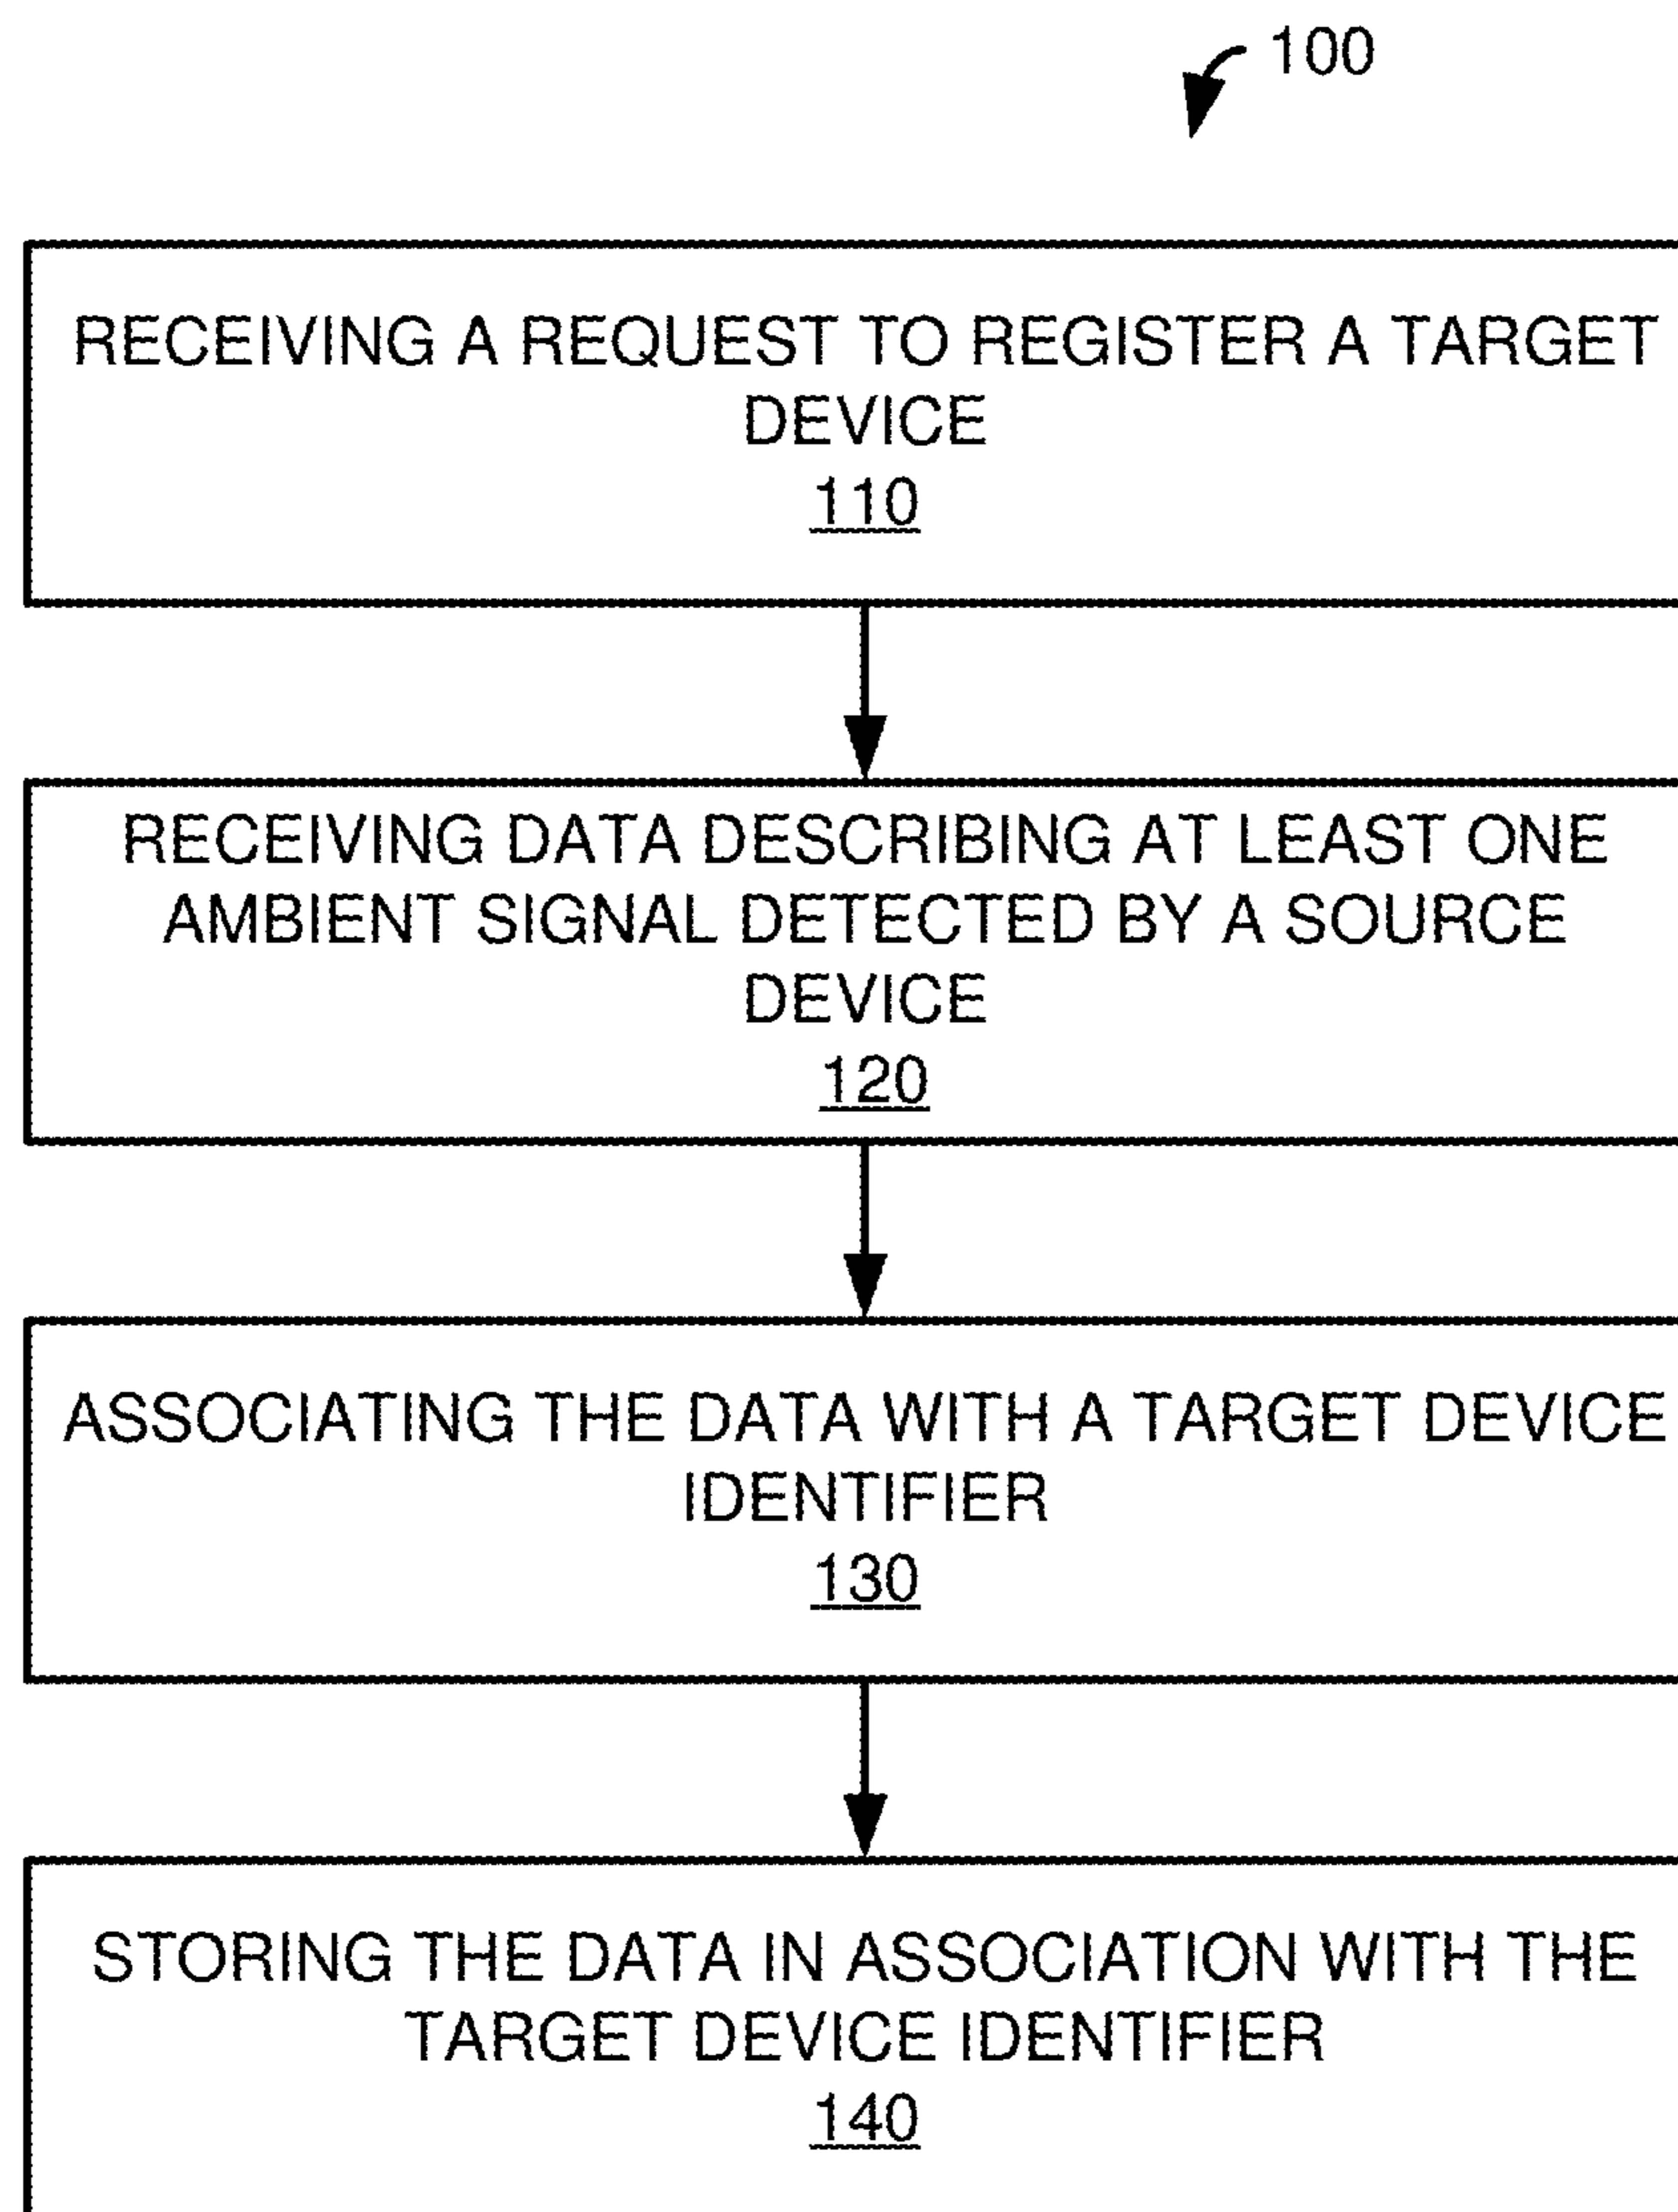 100
RECEIVING A REQUEST TO REGISTER A TARGET
DEVICE
110
RECEIVING DATA DESCRIBING AT LEAST ONE
AMBIENT SIGNAL DETECTED BY A SOURCE
DEVICE
120
ASSOCIATING THE DATA WITH A TARGET DEVICE
IDENTIFIER
130
STORING THE DATA IN ASSOCIATION WITH THE
TARGET DEVICE IDENTIFIER
140